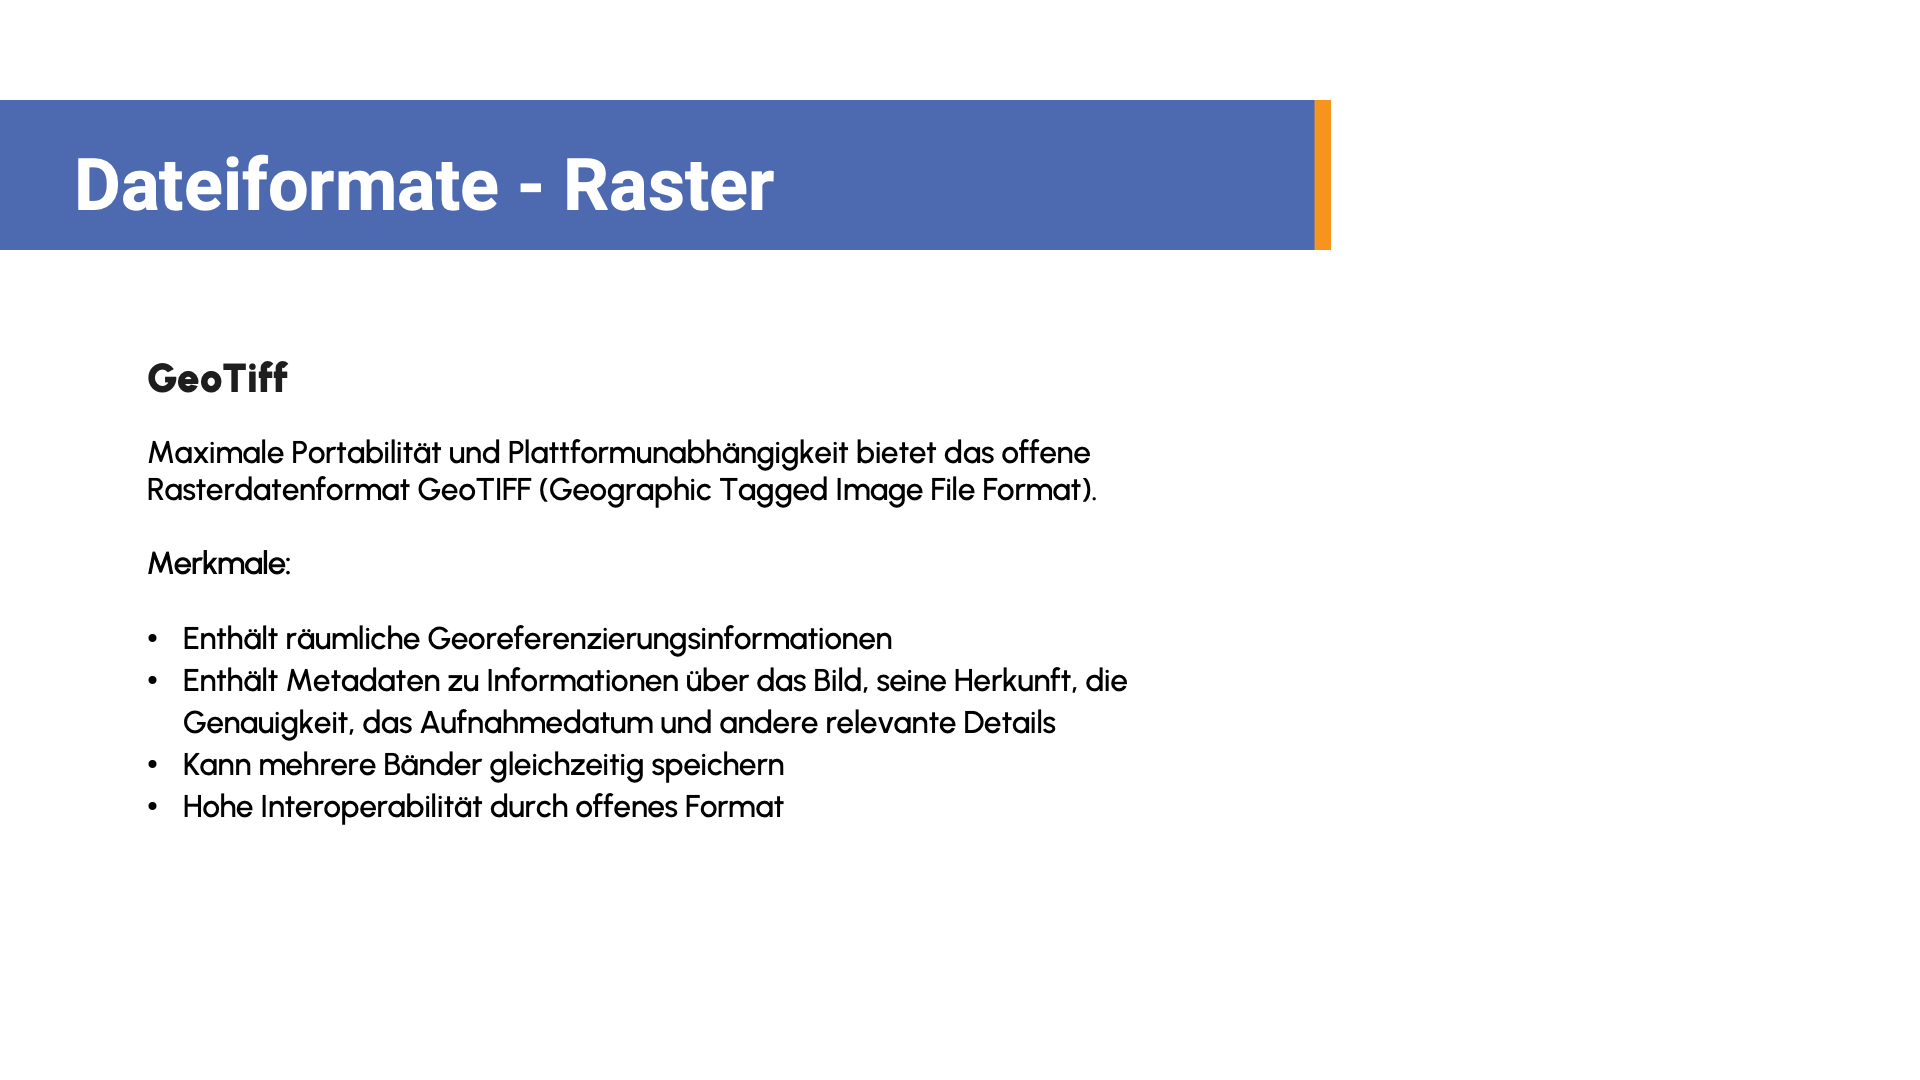 Dateiformate - Raster
GeoTiff
Maximale Portabilität und Plattformunabhängigkeit bietet das offene
Rasterdatenformat GeoTIFF (Geographic Tagged Image File Format).
Merkmale:
• Enthält räumliche Georeferenzierungsinformationen
• Enthält Metadaten zu Informationen über das Bild, seine Herkunft, die
Genauigkeit, das Aufnahmedatum und andere relevante Details
• Kann mehrere Bänder gleichzeitig speichern
• Hohe Interoperabilität durch offenes Format